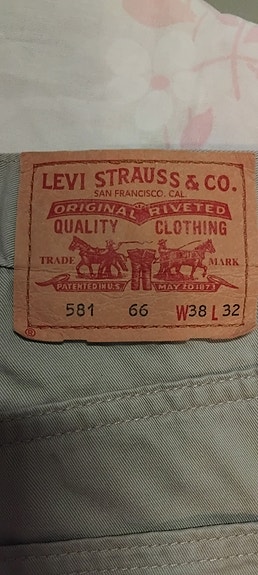 LEVI STRAUSS & CO.
SAN FRANCISCO, CAL.
ORIGINAL RIVETED
QUALITY CLOTHING
TRADE MARK
PATENTED IN U.S. MAY 20 1873
581 66 W38 L 32
®